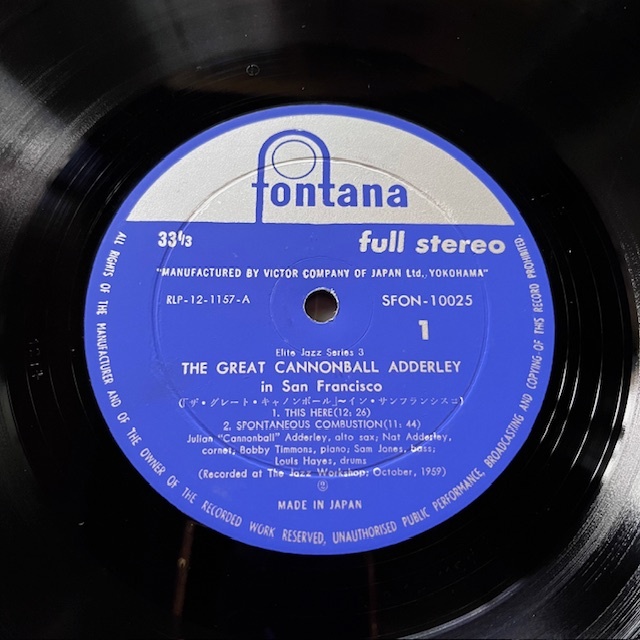 fontana
33 1/3
full stereo
"MANUFACTURED BY VICTOR COMPANY OF JAPAN Ltd., YOKOHAMA"
RLP-12-1157-A
SFON-10025
1
Elite Jazz Series 3
THE GREAT CANNONBALL ADDERLEY
in San Francisco
(「ザ・グレート・キャノンボール」〜イン・サンフランシスコ)
1. THIS HERE(12: 26)
2. SPONTANEOUS COMBUSTION(11: 44)
Julian "Cannonball" Adderley, alto sax; Nat Adderley,
cornet; Bobby Timmons, piano; Sam Jones, bass;
Louis Hayes, drums
(Recorded at The Jazz Workshop; October, 1959)
MADE IN JAPAN
ALL RIGHTS OF THE MANUFACTURER AND OF THE OWNER OF THE RECORDED WORK RESERVED, UNAUTHORISED PUBLIC PERFORMANCE, BROADCASTING AND COPYING OF THIS RECORD PROHIBITED.